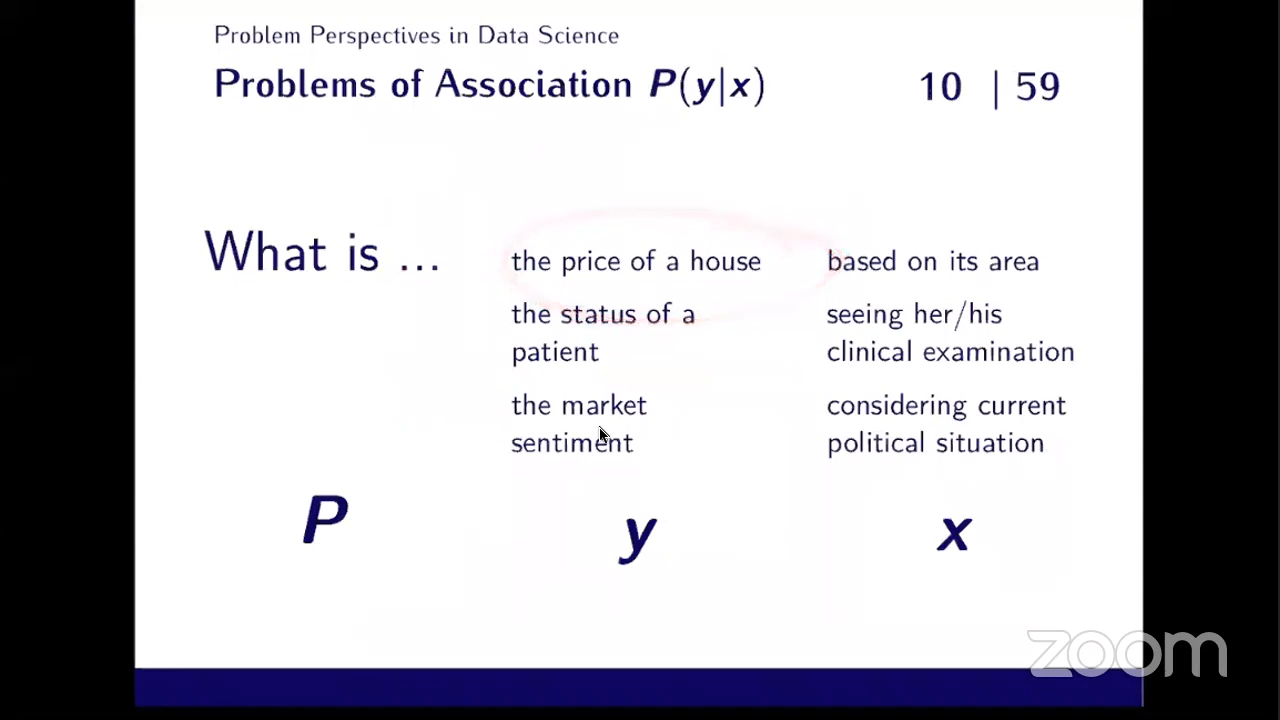 Problem Perspectives in Data Science
Problems of Association P(y|x)
10 | 59
What is ...
the price of a house
based on its area
the status of a
patient
seeing her/his
clinical examination
the market
sentiment
considering current
political situation
P
y
x
zoom